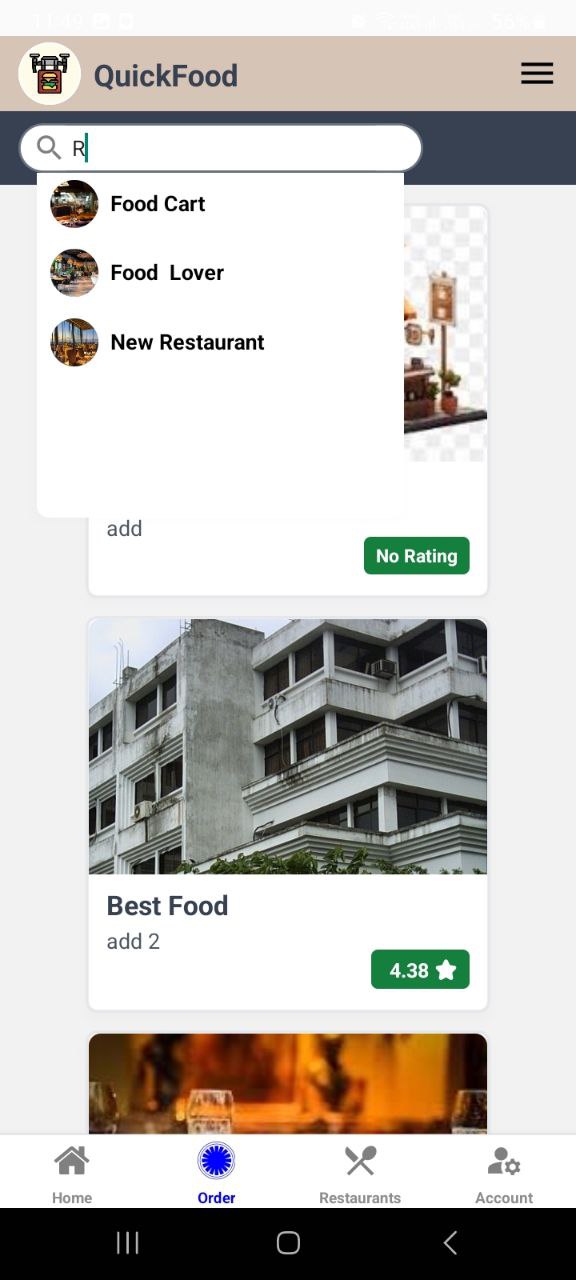 11:49
56%
QuickFood
R
Food Cart
Food Lover
New Restaurant
add
No Rating
Best Food
add 2
4.38
Home
Order
Restaurants
Account